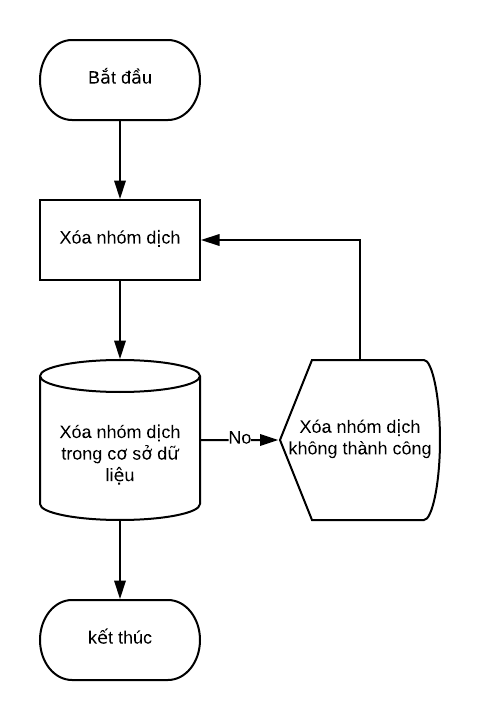 Bắt đầu
Xóa nhóm dịch
Xóa nhóm dịch
trong cơ sở dữ
liệu
No
Xóa nhóm dịch
không thành công
kết thúc